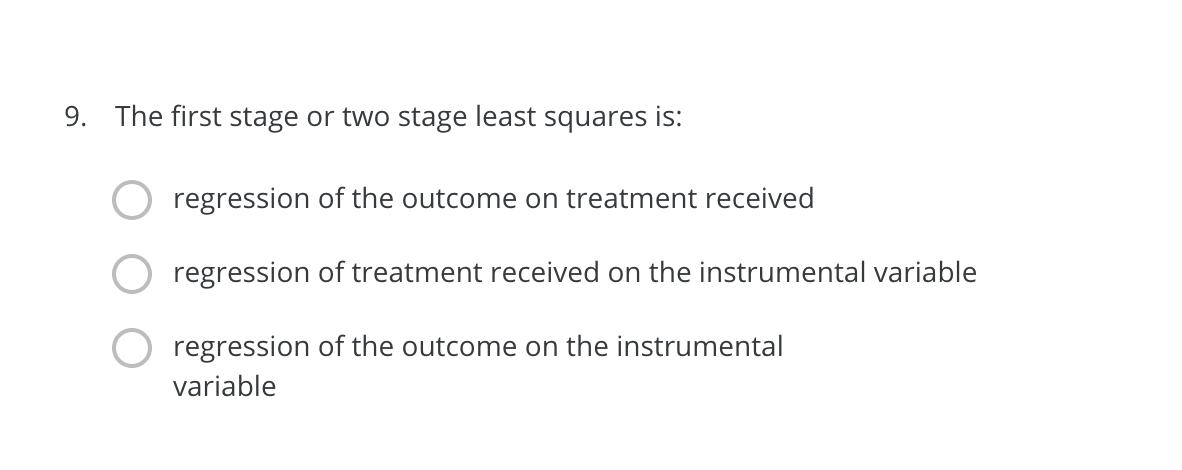 9. The first stage or two stage least squares is:
regression of the outcome on treatment received
regression of treatment received on the instrumental variable
regression of the outcome on the instrumental
variable